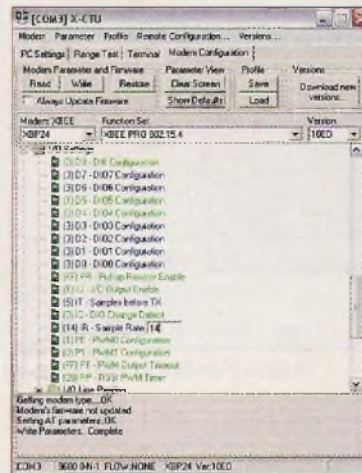 [COM3] X-CTU
Modem Parameter Profile Remote Configuration... Versions...
PC Settings Range Test Terminal Modem Configuration
Modem Parameter and Firmware Parameter View Profile Versions
Read Write Restore Clear Screen Save Download new versions...
Always Update Firmware Show Defaults Load
Modem: XBEE Function Set Version
XBP24 XBEE PRO 802.15.4 10ED
I/O Settings
(0) D8 - DI8 Configuration
(3) D7 - DIO7 Configuration
(3) D6 - DIO6 Configuration
D5 - DIO5 Configuration
D4 - DIO4 Configuration
(3) D3 - DIO3 Configuration
(3) D2 - DIO2 Configuration
(3) D1 - DIO1 Configuration
(3) D0 - DIO0 Configuration
(FF) PR - Pull-up Resistor Enable
IU - I/O Output Enable
(5) IT - Samples before TX
(0) IC - DIO Change Detect
(14) IR - Sample Rate 14
(1) P0 - PWM0 Configuration
(0) P1 - PWM1 Configuration
(FF) PT - PWM Output Timeout
(28) RP - RSSI PWM Timer
I/O Line Passing
Getting modem type....OK
Modem's firmware not updated
Setting AT parameters..OK
Write Parameters.. Complete
COM3 9600 8-N-1 FLOW:NONE XBP24 Ver:10ED